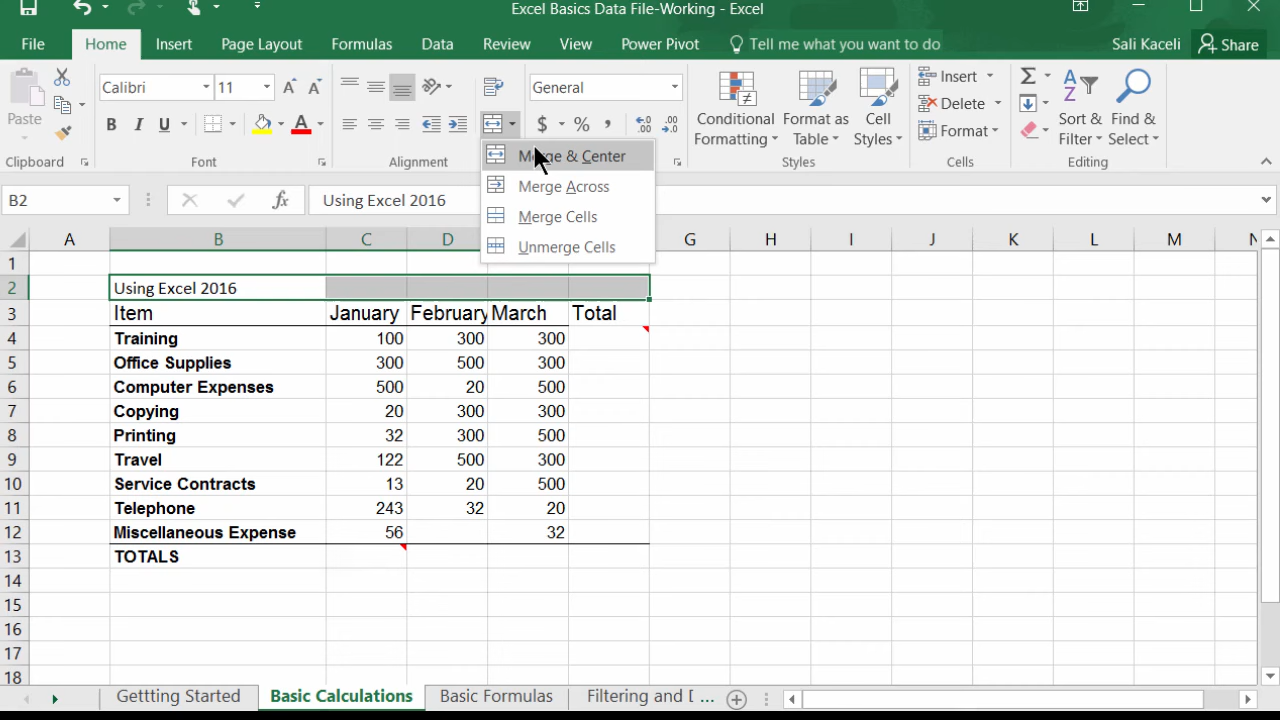 Excel Basics Data File-Working - Excel
File Home Insert Page Layout Formulas Data Review View Power Pivot Tell me what you want to do Sali Kaceli Share
Paste
Calibri 11
B I U A
General
$ % ,
Conditional Formatting
Format as Table
Cell Styles
Insert
Delete
Format
Σ
Sort & Filter
Find & Select
Clipboard Font Alignment Styles Cells Editing
Merge & Center
Merge Across
Merge Cells
Unmerge Cells
B2 fx Using Excel 2016
A B C D G H I J K L M
1
2 Using Excel 2016
3 Item January February March Total
4 Training 100 300 300
5 Office Supplies 300 500 300
6 Computer Expenses 500 20 500
7 Copying 20 300 300
8 Printing 32 300 500
9 Travel 122 500 300
10 Service Contracts 13 20 500
11 Telephone 243 32 20
12 Miscellaneous Expense 56 32
13 TOTALS
14
15
16
17
18
Gettting Started Basic Calculations Basic Formulas Filtering and ...